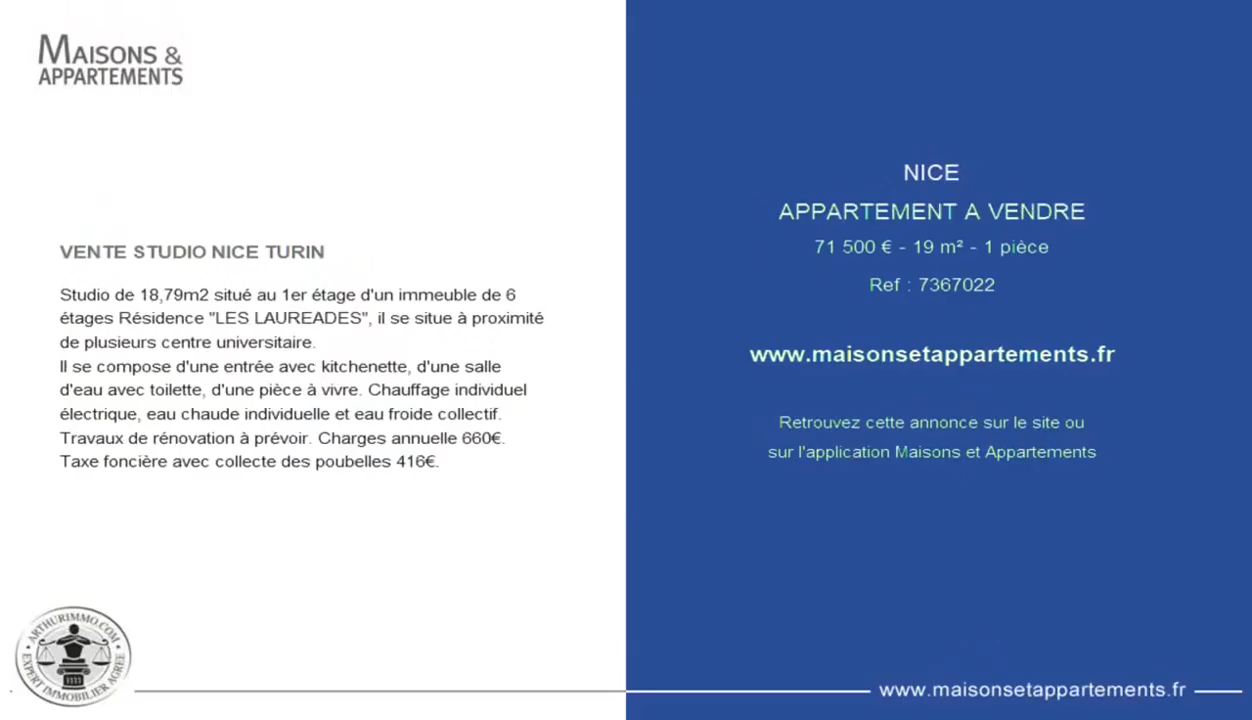 MAISONS &
APPARTEMENTS
VENTE STUDIO NICE TURIN
Studio de 18,79m2 situé au 1er étage d'un immeuble de 6
étages Résidence "LES LAUREADES", il se situe à proximité
de plusieurs centre universitaire.
Il se compose d'une entrée avec kitchenette, d'une salle
d'eau avec toilette, d'une pièce à vivre. Chauffage individuel
électrique, eau chaude individuelle et eau froide collectif.
Travaux de rénovation à prévoir. Charges annuelle 660€.
Taxe foncière avec collecte des poubelles 416€.
ARTHURIMMO.COM
EXPERT IMMOBILIER AGRÉÉ
NICE
APPARTEMENT A VENDRE
71 500 € - 19 m² - 1 pièce
Ref : 7367022
www.maisonsetappartements.fr
Retrouvez cette annonce sur le site ou
sur l'application Maisons et Appartements
www.maisonsetappartements.fr